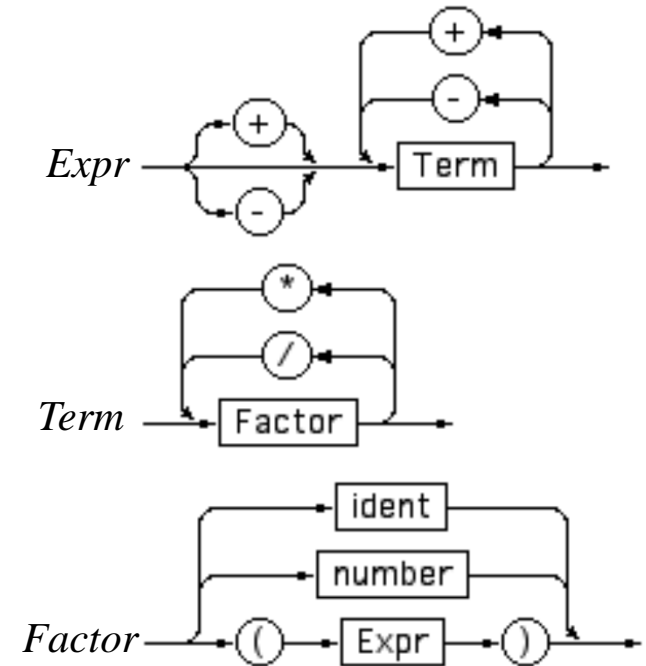 +
-
+
Expr Term
-
*
/
Term Factor
ident
number
Factor ( Expr )